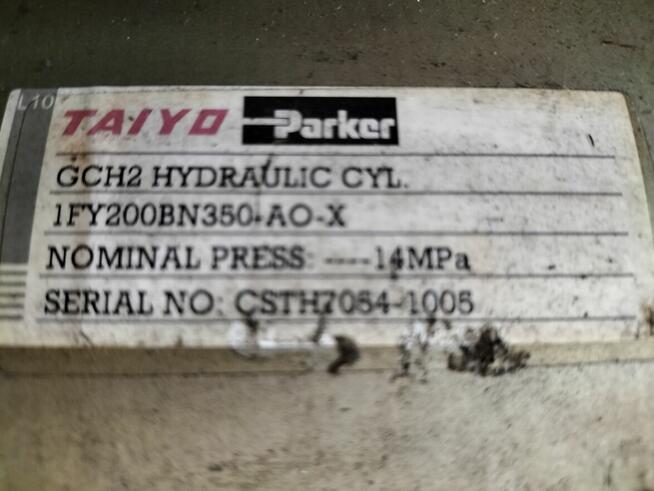 L10
TAIYO Parker
GCH2 HYDRAULIC CYL.
1FY200BN350-AO-X
NOMINAL PRESS: ----14MPa
SERIAL NO: CSTH7054-1005